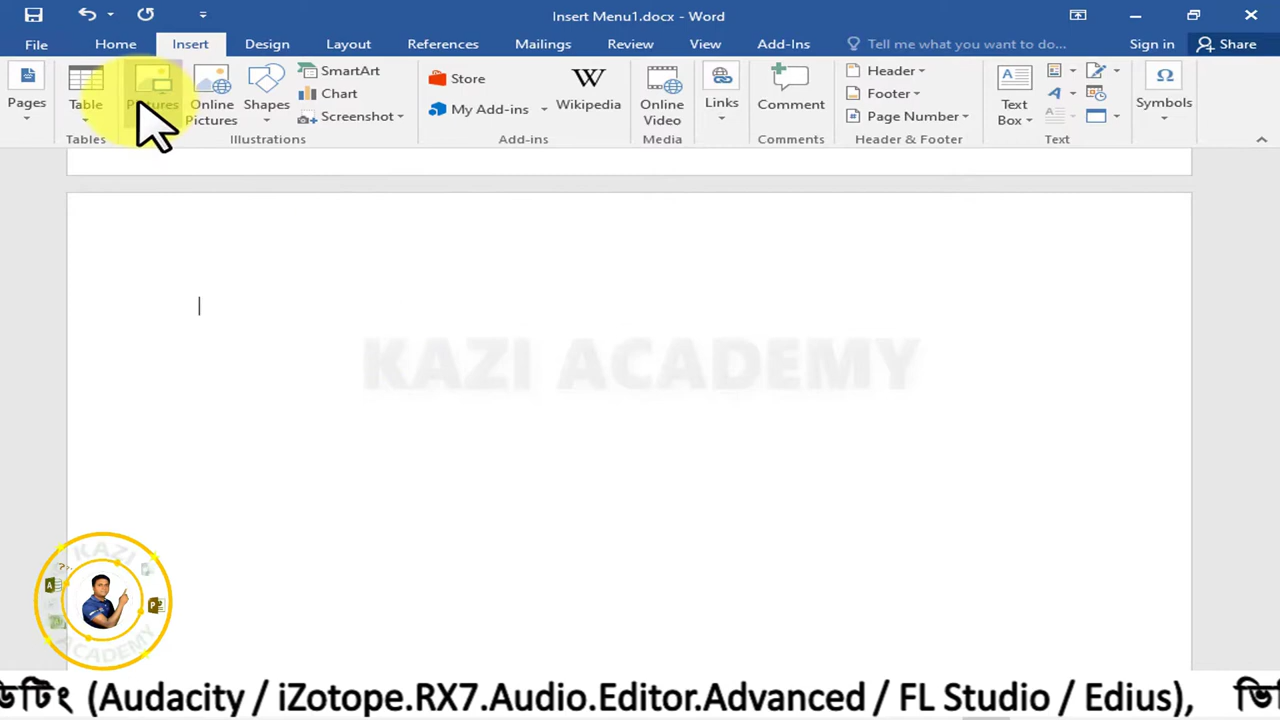 Insert Menu1.docx - Word
File Home Insert Design Layout References Mailings Review View Add-Ins Tell me what you want to do... Sign in Share
Pages
Table
Tables
Pictures
Online Pictures
Shapes
SmartArt
Chart
Screenshot
Illustrations
Store
My Add-ins
Wikipedia
Add-ins
Online Video
Media
Links
Comment
Comments
Header
Footer
Page Number
Header & Footer
Text Box
Text
Symbols
KAZI ACADEMY
KAZI
ACADEMY
(Audacity / iZotope.RX7.Audio.Editor.Advanced / FL Studio / Edius),